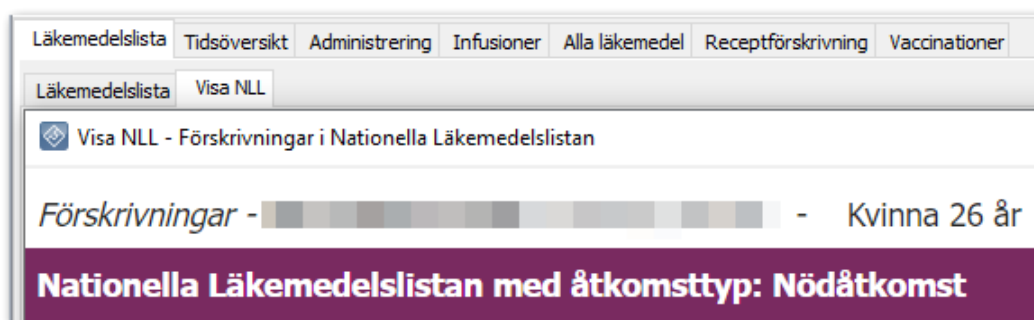 Läkemedelslista Tidsöversikt Administrering Infusioner Alla läkemedel Receptförskrivning Vaccinationer
Läkemedelslista Visa NLL
Visa NLL - Förskrivningar i Nationella Läkemedelslistan
Förskrivningar - - Kvinna 26 år
Nationella Läkemedelslistan med åtkomsttyp: Nödåtkomst